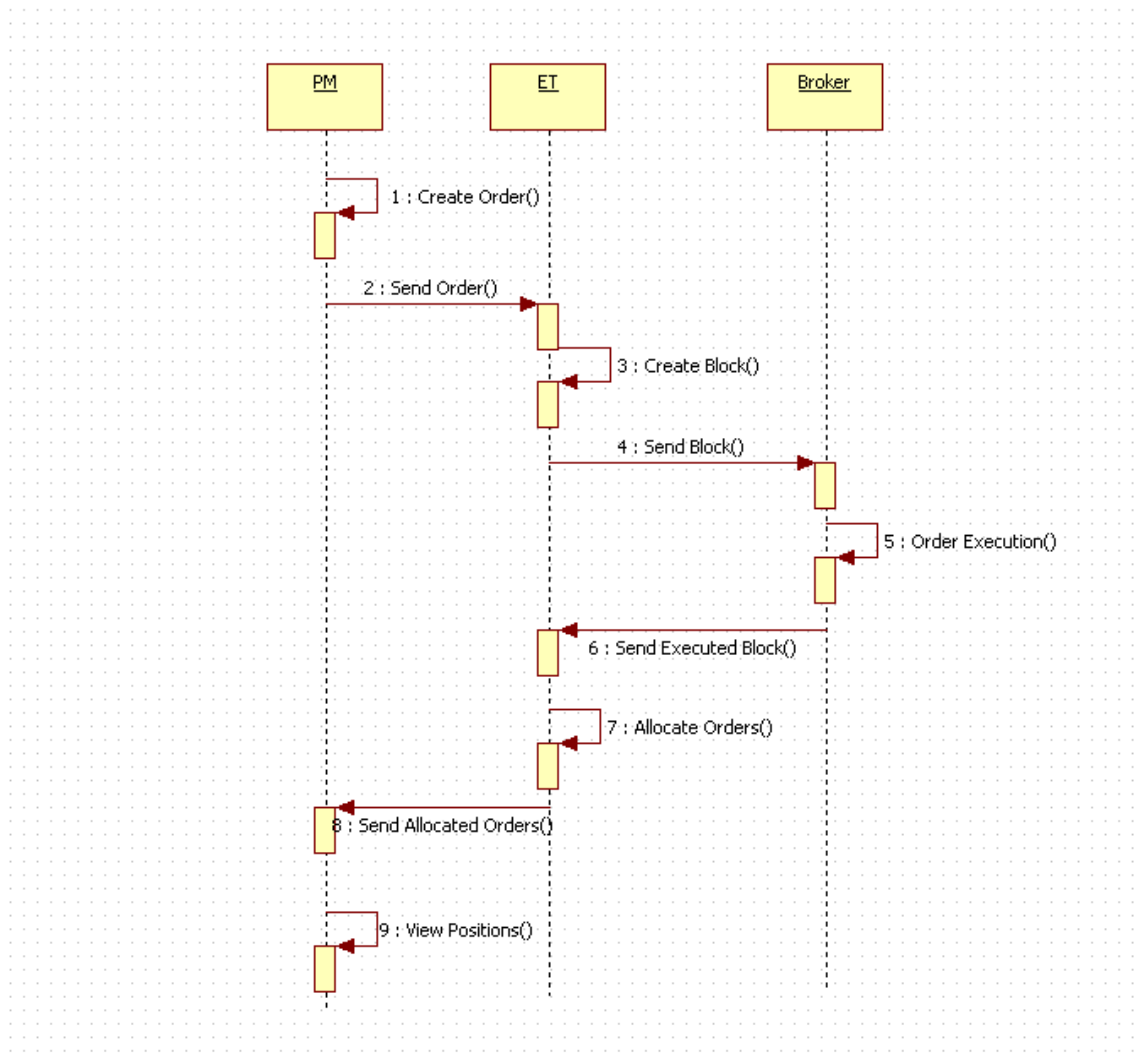 PM
ET
Broker
1 : Create Order()
2 : Send Order()
3 : Create Block()
4 : Send Block()
5 : Order Execution()
6 : Send Executed Block()
7 : Allocate Orders()
8 : Send Allocated Orders()
9 : View Positions()